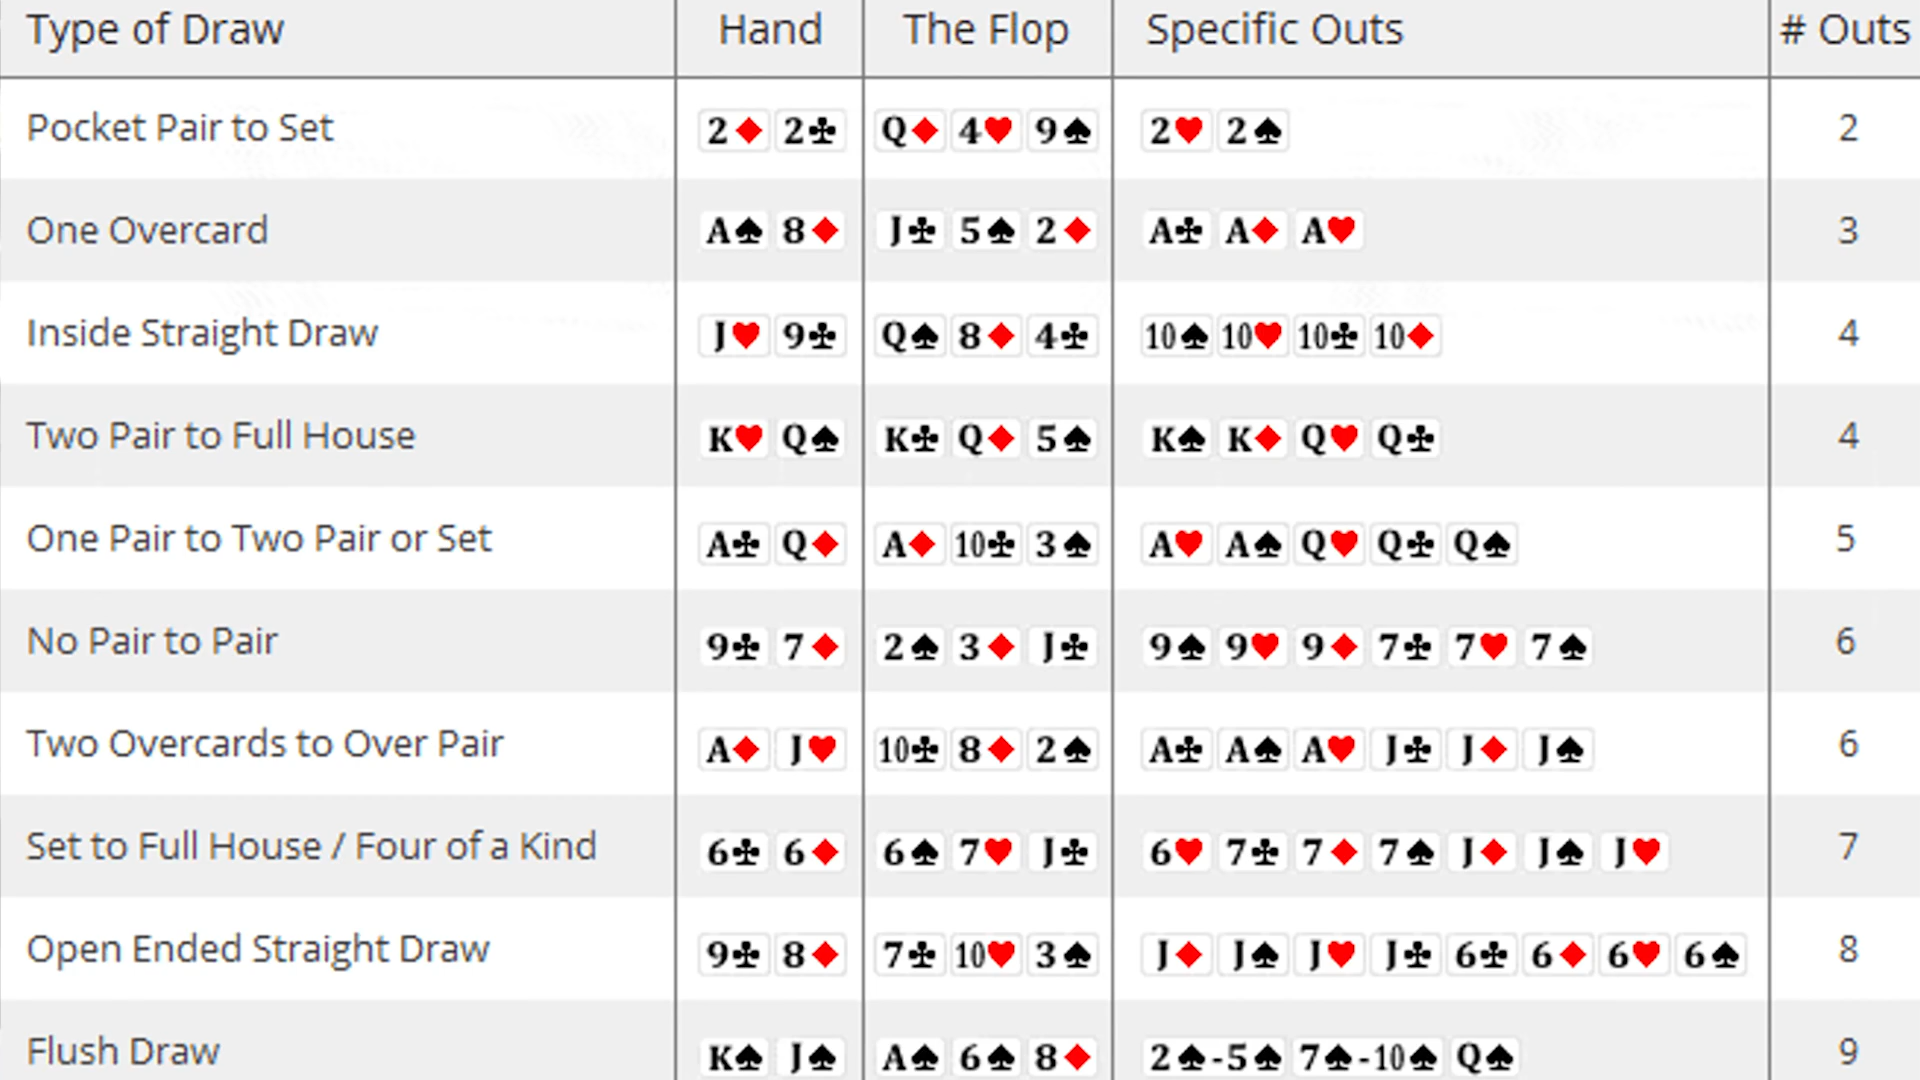 Type of Draw Hand The Flop Specific Outs # Outs
Pocket Pair to Set 2♦ 2♣ Q♦ 4♥ 9♠ 2♥ 2♠ 2
One Overcard A♠ 8♦ J♣ 5♠ 2♦ A♣ A♦ A♥ 3
Inside Straight Draw J♥ 9♣ Q♠ 8♦ 4♣ 10♠ 10♥ 10♣ 10♦ 4
Two Pair to Full House K♥ Q♠ K♣ Q♦ 5♠ K♠ K♦ Q♥ Q♣ 4
One Pair to Two Pair or Set A♣ Q♦ A♦ 10♣ 3♠ A♥ A♠ Q♥ Q♣ Q♠ 5
No Pair to Pair 9♣ 7♦ 2♠ 3♦ J♣ 9♠ 9♥ 9♦ 7♣ 7♥ 7♠ 6
Two Overcards to Over Pair A♦ J♥ 10♣ 8♦ 2♠ A♣ A♠ A♥ J♣ J♦ J♠ 6
Set to Full House / Four of a Kind 6♣ 6♦ 6♠ 7♥ J♣ 6♥ 7♣ 7♦ 7♠ J♦ J♠ J♥ 7
Open Ended Straight Draw 9♣ 8♦ 7♣ 10♥ 3♠ J♦ J♠ J♥ J♣ 6♣ 6♦ 6♥ 6♠ 8
Flush Draw K♠ J♠ A♠ 6♠ 8♦ 2♠-5♠ 7♠-10♠ Q♠ 9